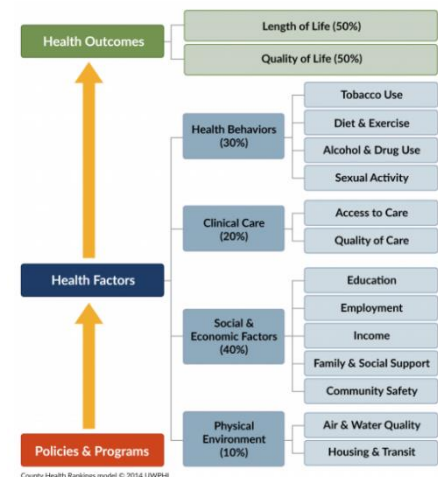 Health Outcomes
Length of Life (50%)
Quality of Life (50%)
Health Behaviors
(30%)
Tobacco Use
Diet & Exercise
Alcohol & Drug Use
Sexual Activity
Clinical Care
(20%)
Access to Care
Quality of Care
Health Factors
Social &
Economic Factors
(40%)
Education
Employment
Income
Family & Social Support
Community Safety
Physical
Environment
(10%)
Air & Water Quality
Housing & Transit
Policies & Programs
County Health Rankings model © 2014 UWPHI